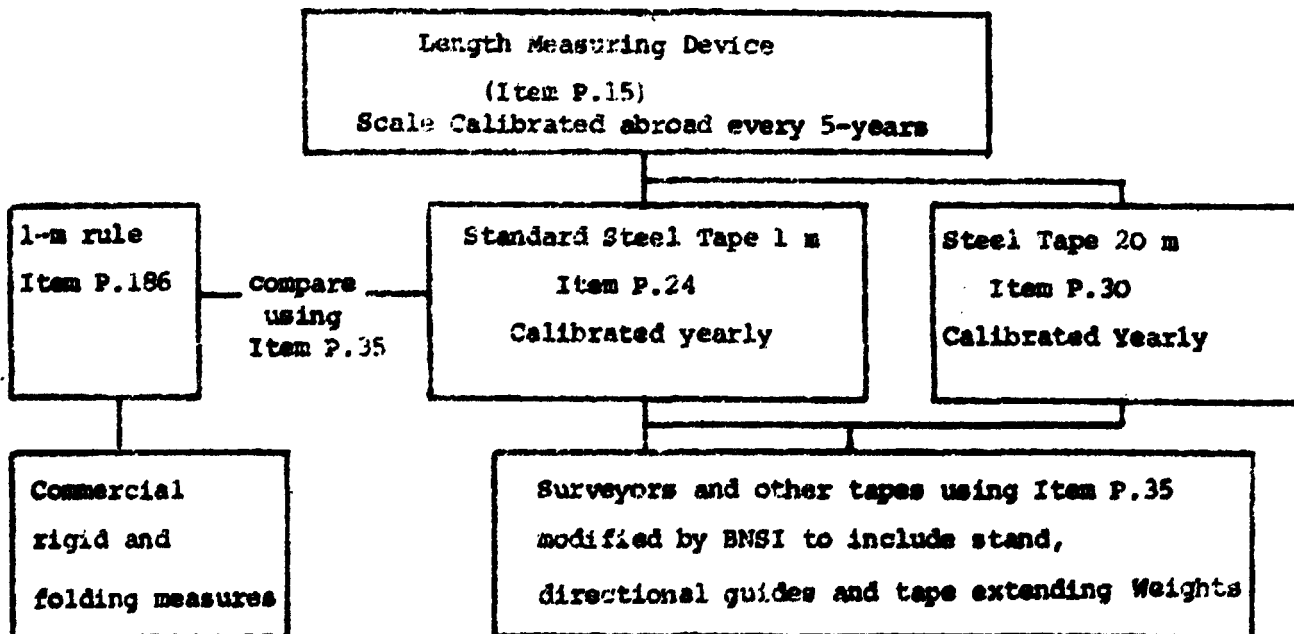 Length Measuring Device
(Item P.15)
Scale Calibrated abroad every 5-years
1-m rule
Item P.186
compare
using
Item P.35
Standard Steel Tape 1 m
Item P.24
Calibrated yearly
Steel Tape 20 m
Item P.30
Calibrated Yearly
Commercial
rigid and
folding measures
Surveyors and other tapes using Item P.35
modified by BNSI to include stand,
directional guides and tape extending Weights